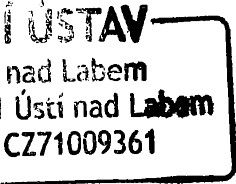 Í ÚSTAV
nad Labem
Ústí nad Labem
CZ71009361